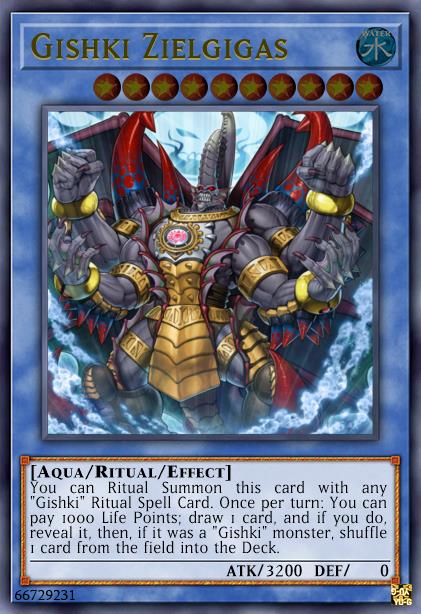 Gishki Zielgigas
WATER
水
[Aqua/Ritual/Effect]
You can Ritual Summon this card with any
"Gishki" Ritual Spell Card. Once per turn: You can
pay 1000 Life Points; draw 1 card, and if you do,
reveal it, then, if it was a "Gishki" monster, shuffle
1 card from the field into the Deck.
ATK/3200 DEF/ 0
66729231